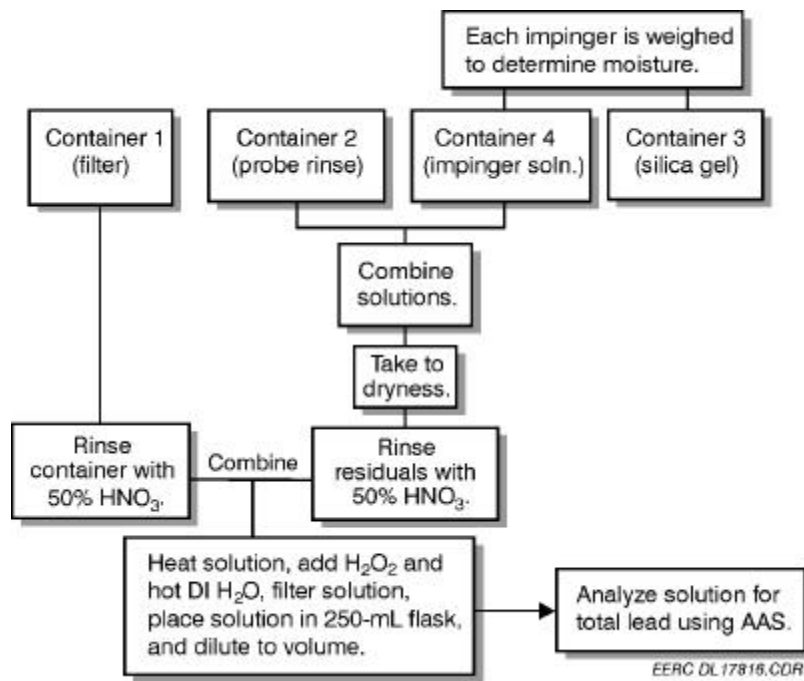 Each impinger is weighed
to determine moisture.
Container 1
(filter)
Container 2
(probe rinse)
Container 4
(impinger soln.)
Container 3
(silica gel)
Combine
solutions.
Take to
dryness.
Rinse
container with
50% HNO₃.
Combine
Rinse
residuals with
50% HNO₃.
Heat solution, add H₂O₂ and
hot DI H₂O, filter solution,
place solution in 250-mL flask,
and dilute to volume.
Analyze solution for
total lead using AAS.
EERC DL17816.CDR